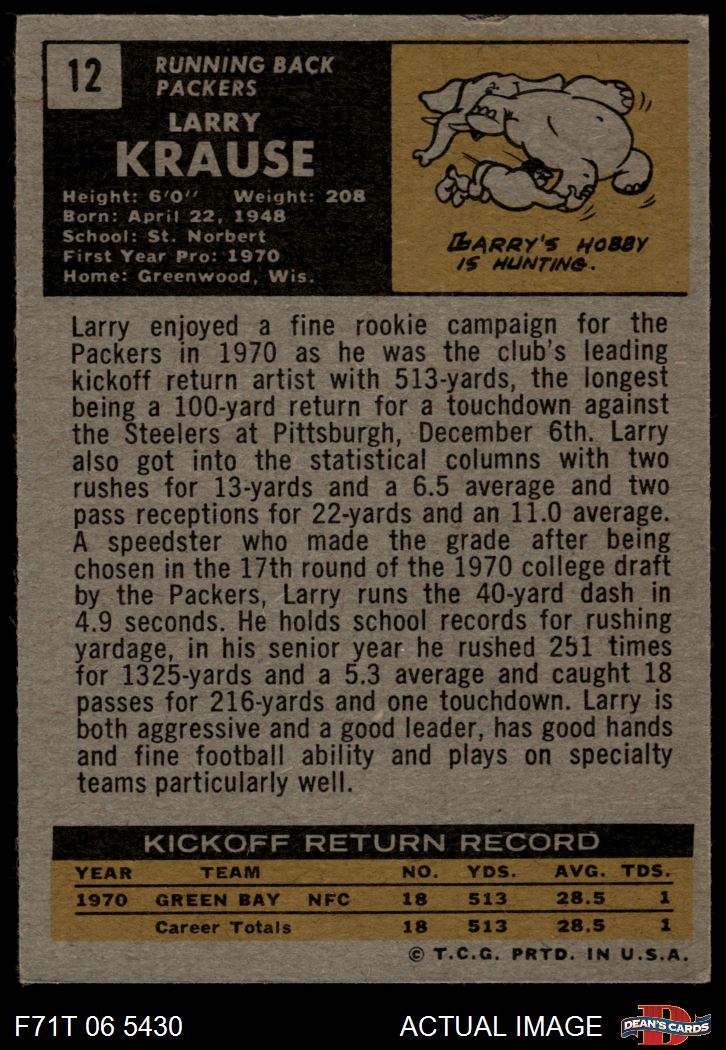 12
RUNNING BACK
PACKERS
LARRY
KRAUSE
Height: 6'0" Weight: 208
Born: April 22, 1948
School: St. Norbert
First Year Pro: 1970
Home: Greenwood, Wis.
LARRY'S HOBBY
IS HUNTING.
Larry enjoyed a fine rookie campaign for the
Packers in 1970 as he was the club's leading
kickoff return artist with 513-yards, the longest
being a 100-yard return for a touchdown against
the Steelers at Pittsburgh, December 6th. Larry
also got into the statistical columns with two
rushes for 13-yards and a 6.5 average and two
pass receptions for 22-yards and an 11.0 average.
A speedster who made the grade after being
chosen in the 17th round of the 1970 college draft
by the Packers, Larry runs the 40-yard dash in
4.9 seconds. He holds school records for rushing
yardage, in his senior year he rushed 251 times
for 1325-yards and a 5.3 average and caught 18
passes for 216-yards and one touchdown. Larry is
both aggressive and a good leader, has good hands
and fine football ability and plays on specialty
teams particularly well.
KICKOFF RETURN RECORD
YEAR TEAM NO. YDS. AVG. TDS.
1970 GREEN BAY NFC 18 513 28.5 1
Career Totals 18 513 28.5 1
© T.C.G. PRTD. IN U.S.A.
F71T 06 5430 ACTUAL IMAGE D DEAN'S CARDS